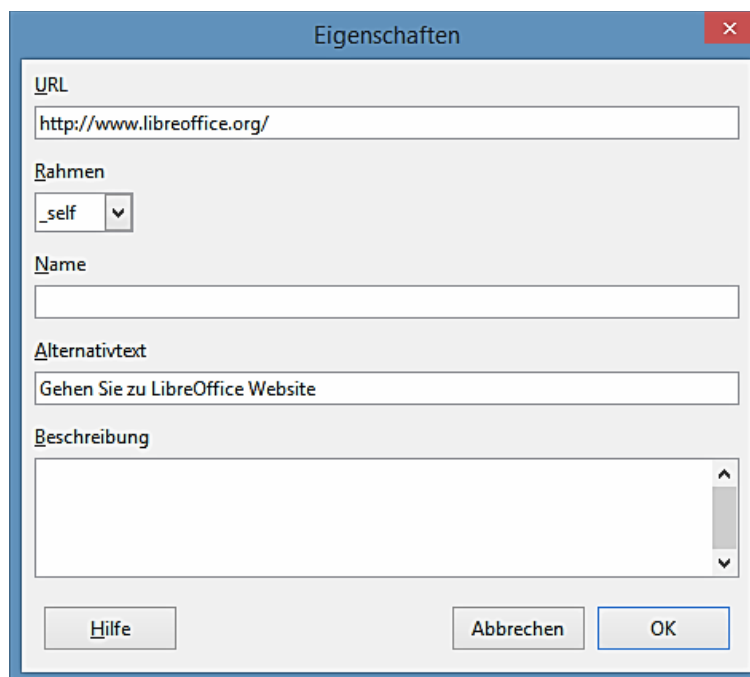 Eigenschaften
URL
http://www.libreoffice.org/
Rahmen
_self
Name
Alternativtext
Gehen Sie zu LibreOffice Website
Beschreibung
Hilfe Abbrechen OK